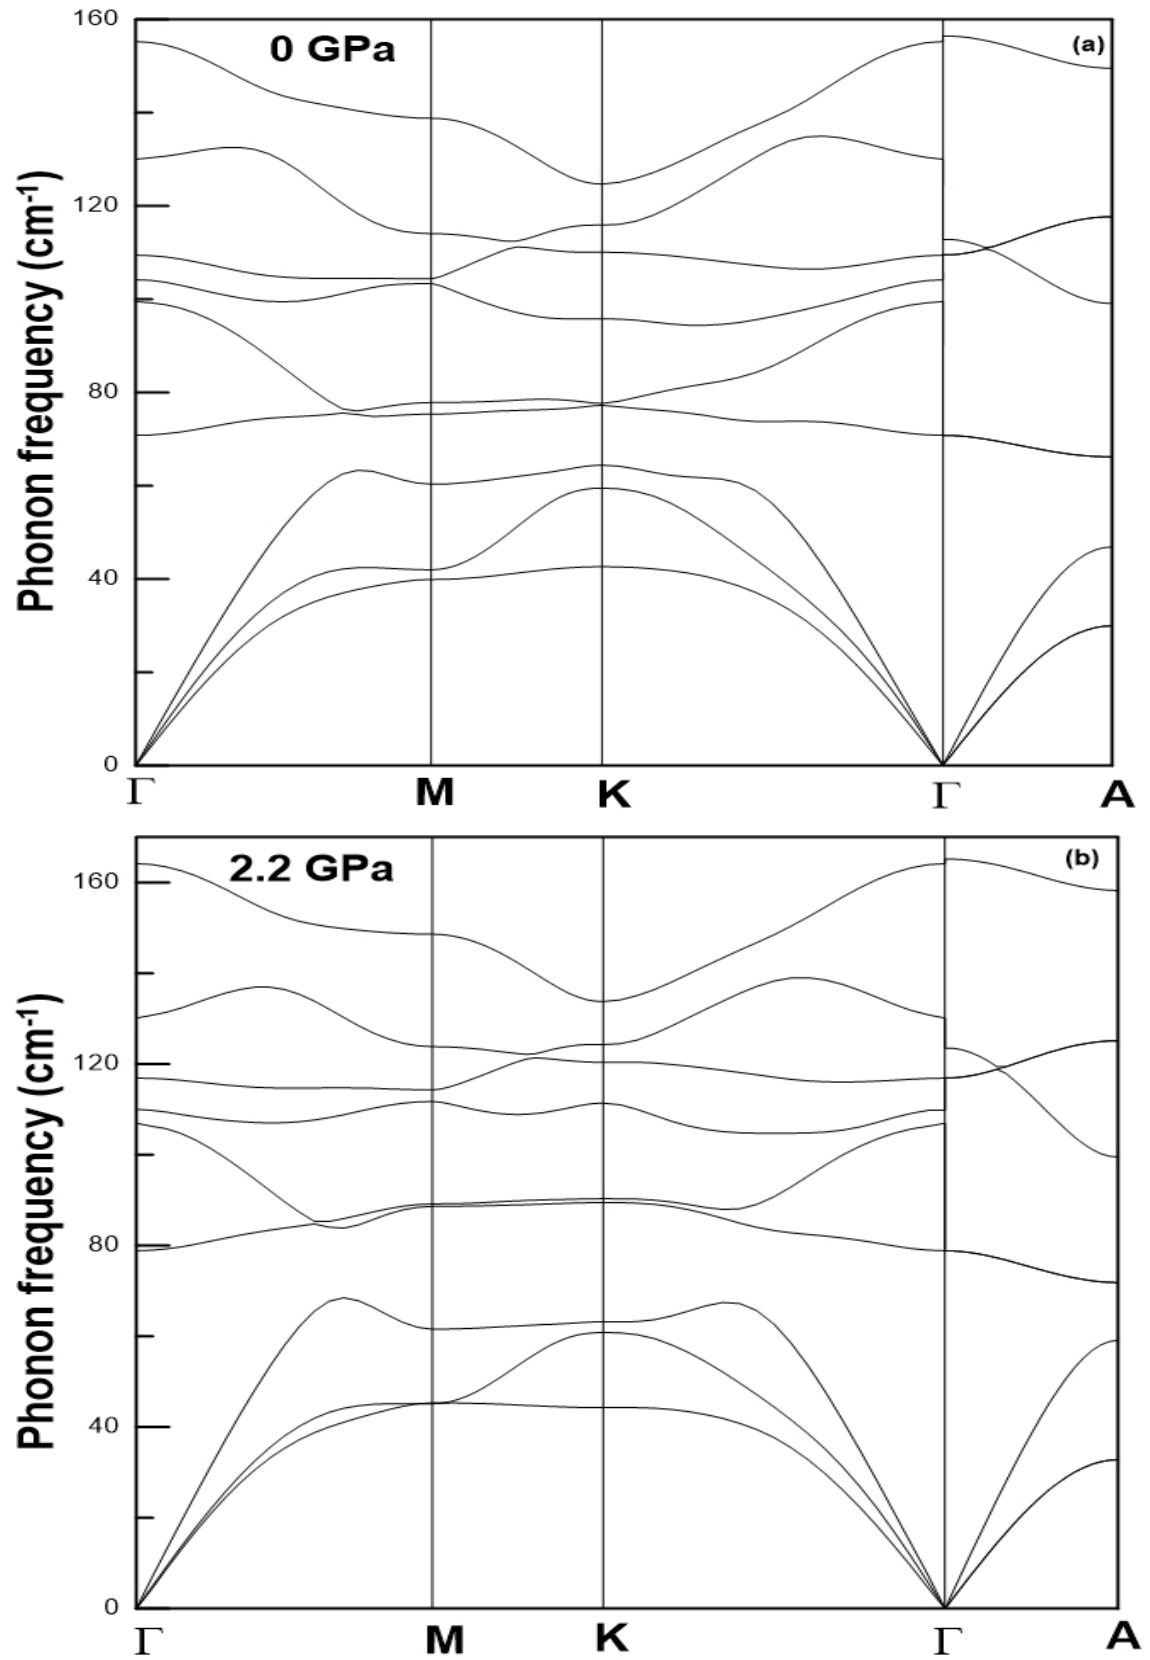 160
0 GPa
(a)
120
80
40
0
Phonon frequency (cm-1)
Γ M K Γ A
160
2.2 GPa
(b)
120
80
40
0
Phonon frequency (cm-1)
Γ M K Γ A